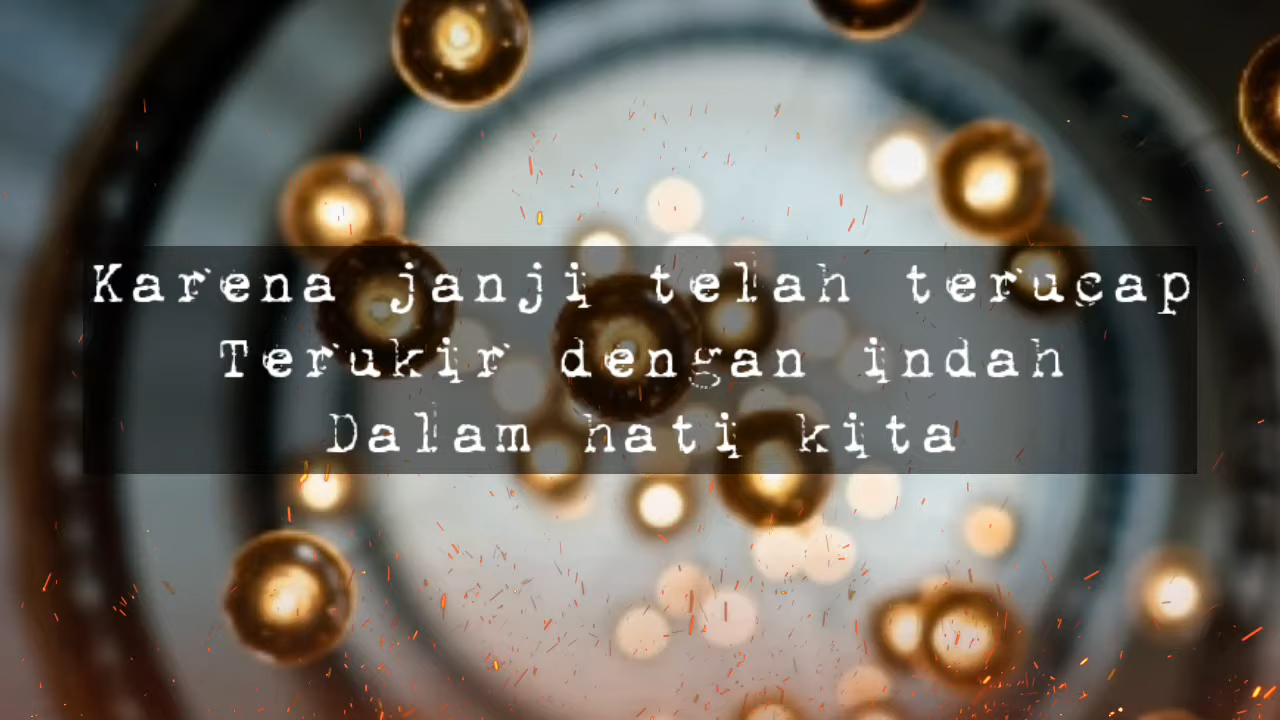 Karena janji telah terucap
Terukir dengan indah
Dalam hati kita